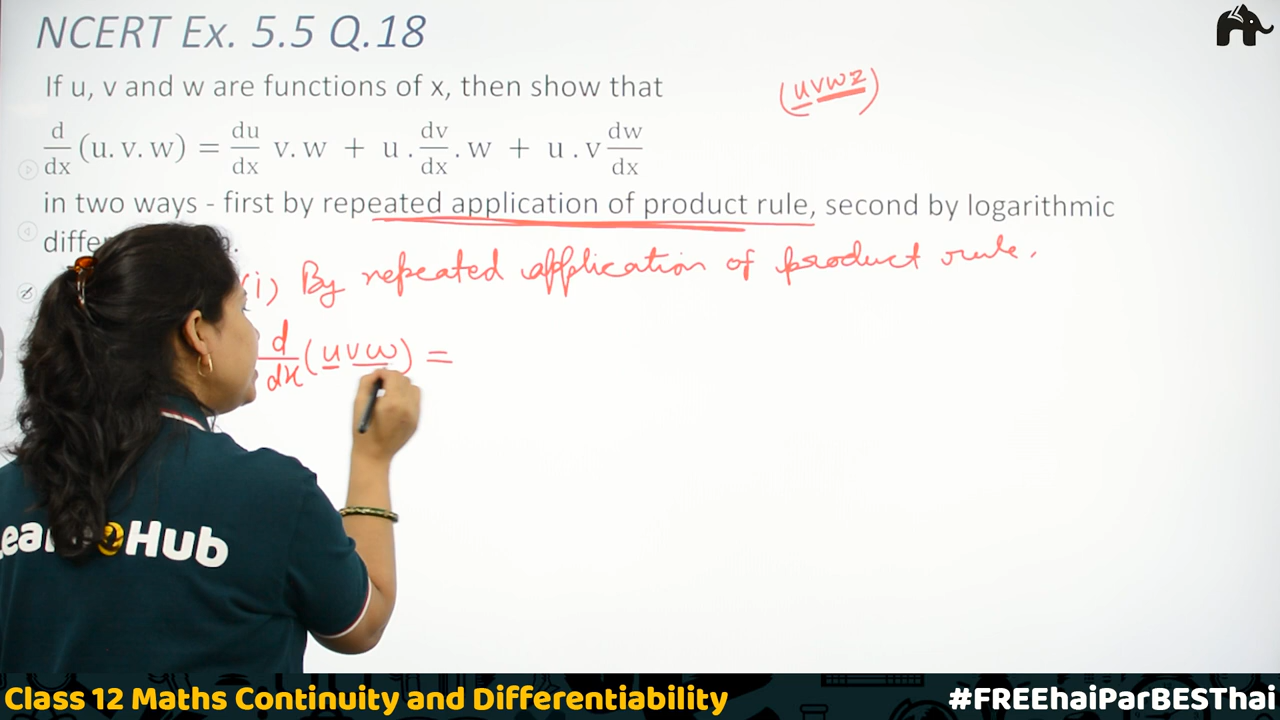 NCERT Ex. 5.5 Q.18
If u, v and w are functions of x, then show that
(uvwz)
d/dx (u. v. w) = du/dx v. w + u . dv/dx . w + u . v dw/dx
in two ways - first by repeated application of product rule, second by logarithmic
(i) By repeated application of product rule.
d/dx (uvw) =
Hub
Class 12 Maths Continuity and Differentiability
#FREEhaiParBESThai